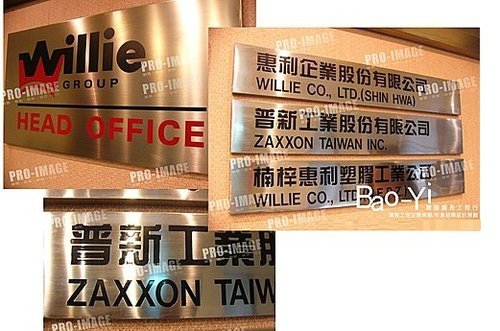 Willie
GROUP
HEAD OFFICE
惠利企業股份有限公司
WILLIE CO., LTD.(SHIN HWA)
普新工業股份有限公司
ZAXXON TAIWAN INC.
楠梓惠利塑膠工業公司
WILLIE CO., LTD.
普新工業股
ZAXXON TAIW
Bao-Yi
PRO-IMAGE